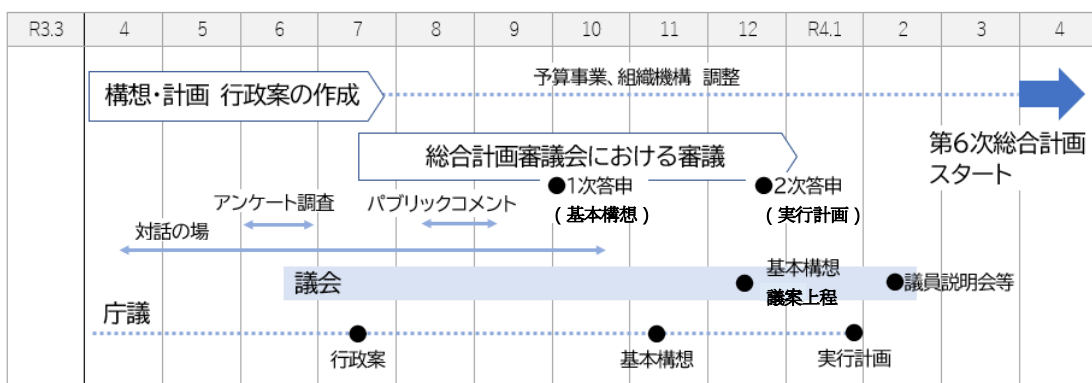 R3.3 4 5 6 7 8 9 10 11 12 R4.1 2 3 4
構想・計画 行政案の作成
予算事業、組織機構 調整
第6次総合計画
スタート
総合計画審議会における審議
●1次答申
(基本構想)
●2次答申
(実行計画)
アンケート調査
パブリックコメント
対話の場
議会
基本構想
議案上程
議員説明会等
庁議
行政案
基本構想
実行計画